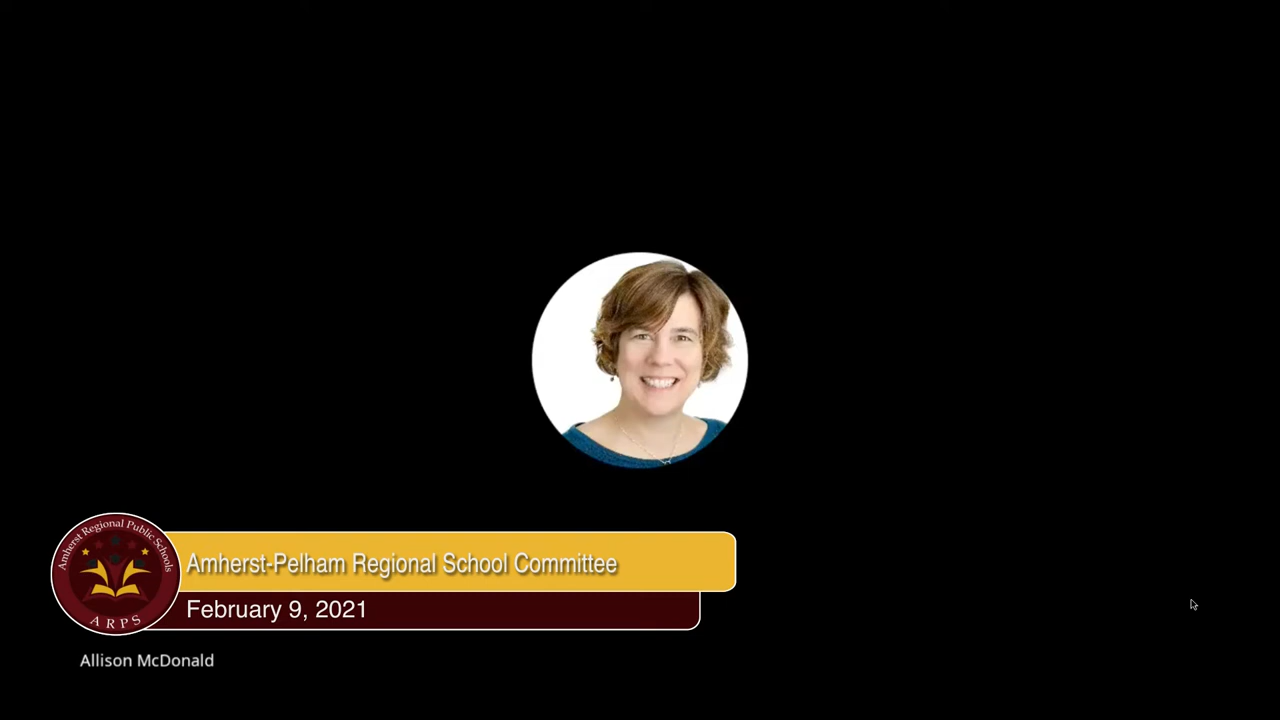 Amherst Regional Public Schools
ARPS
Amherst-Pelham Regional School Committee
February 9, 2021
Allison McDonald